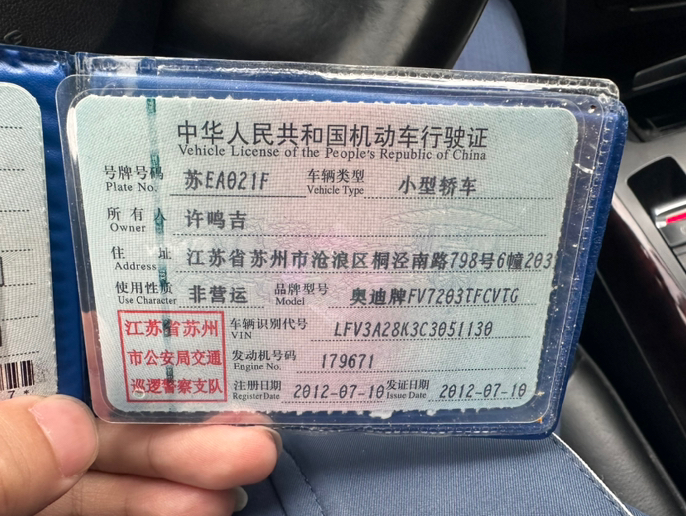 中华人民共和国机动车行驶证
Vehicle License of the People's Republic of China
号牌号码 苏EA021F 车辆类型 小型轿车
Plate No. Vehicle Type
所有人 许鸣吉
Owner
住址 江苏省苏州市沧浪区桐泾南路798号6幢203
Address
使用性质 非营运 品牌型号 奥迪牌FV7203TFCVTG
Use Character Model
江苏省苏州 车辆识别代号 LFV3A28K3C3051130
VIN
市公安局交通 发动机号码 179671
Engine No.
巡逻警察支队 注册日期 2012-07-10 发证日期 2012-07-10
Register Date Issue Date
7*